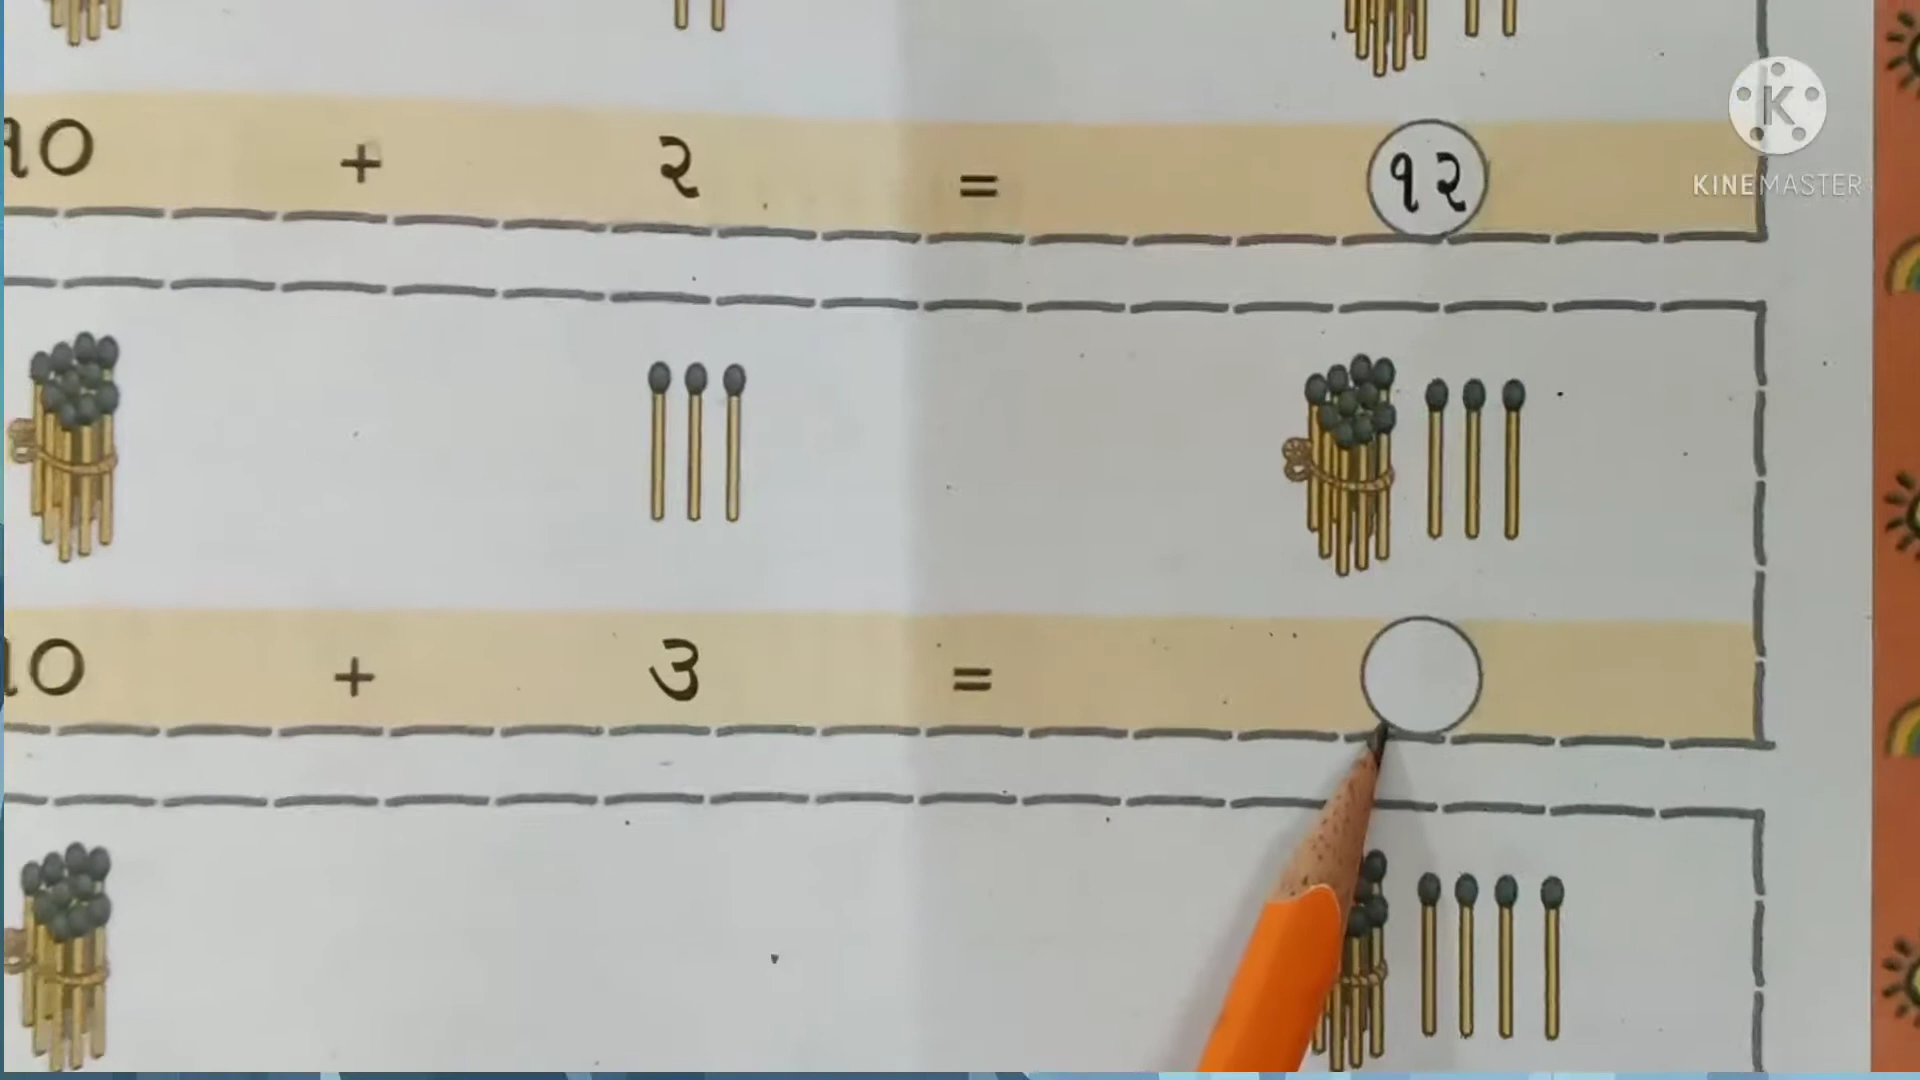 ૧૦ + ૨ = ૧૨
KINEMASTER
૧૦ + ૩ =